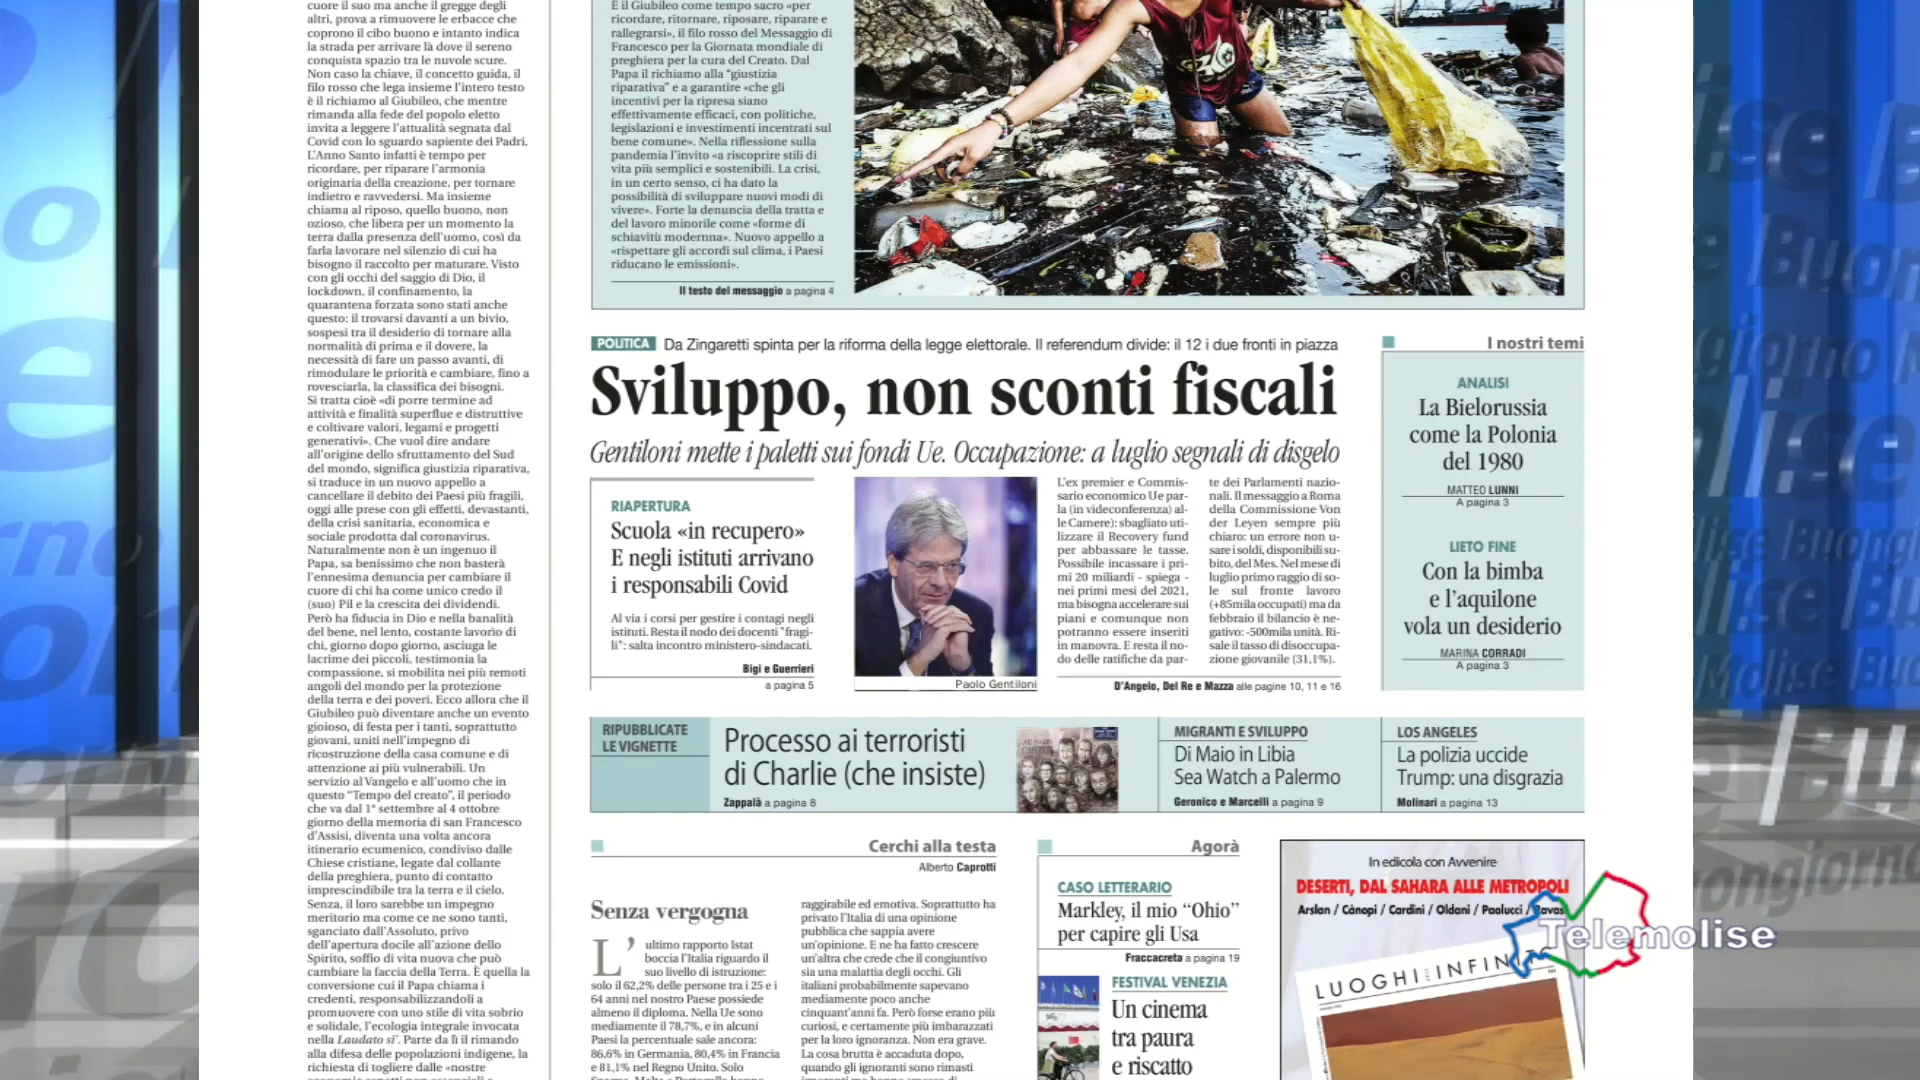 cuore il suo ma anche il gregge degli
altri, prova a rimuovere le erbacce che
coprono il cibo buono e intanto indica
la strada per arrivare là dove il sereno
conquista spazio tra le nuvole scure.
Non caso la chiave, il concetto guida, il
filo rosso che lega insieme l'intero testo
è il richiamo al Giubileo, che mentre
rimanda alla fede del popolo eletto
invita a leggere l'attualità segnata dal
Covid con lo sguardo sapiente dei Padri.
L'Anno Santo infatti è tempo per
ricordare, per riparare l'armonia
originaria della creazione, per tornare
indietro e ravvedersi. Ma insieme
chiama al riposo, quello buono, non
ozioso, che libera per un momento la
terra dalla presenza dell'uomo, così da
farla lavorare nel silenzio di cui ha
bisogno il raccolto per maturare. Visto
con gli occhi del saggio di Dio, il
lockdown, il confinamento, la
quarantena forzata sono stati anche
questo: il trovarsi davanti a un bivio,
sospesi tra il desiderio di tornare alla
normalità di prima e il dovere, la
necessità di fare un passo avanti, di
rimodulare le priorità e cambiare, fino a
rovesciarla, la classifica dei bisogni.
Si tratta cioè «di porre termine ad
attività e finalità superflue e distruttive
e coltivare valori, legami e progetti
generativi». Che vuol dire andare
all'origine dello sfruttamento del Sud
del mondo, significa giustizia riparativa,
si traduce in un nuovo appello a
cancellare il debito dei Paesi più fragili,
oggi alle prese con gli effetti, devastanti,
della crisi sanitaria, economica e
sociale prodotta dal coronavirus.
Naturalmente non è un ingenuo il
Papa, sa benissimo che non basterà
l'ennesima denuncia per cambiare il
cuore di chi ha come unico credo il
(suo) Pil e la crescita dei dividendi.
Però ha fiducia in Dio e nella banalità
del bene, nel lento, costante lavorìo di
chi, giorno dopo giorno, asciuga le
lacrime dei piccoli, testimonia la
compassione, si mobilita nei più remoti
angoli del mondo per la protezione
della terra e dei poveri. Ecco allora che il
Giubileo può diventare anche un evento
gioioso, di festa per i tanti, soprattutto
giovani, uniti nell'impegno di
ricostruzione della casa comune e di
attenzione ai più vulnerabili. Un
servizio al Vangelo e all'uomo che in
questo "Tempo del creato", il periodo
che va dal 1° settembre al 4 ottobre
giorno della memoria di san Francesco
d'Assisi, diventa una volta ancora
itinerario ecumenico, condiviso dalle
Chiese cristiane, legate dal collante
della preghiera, punto di contatto
imprescindibile tra la terra e il cielo.
Senza, il loro sarebbe un impegno
meritorio ma come ce ne sono tanti,
sganciato dall'Assoluto, privo
dell'apertura docile all'azione dello
Spirito, soffio di vita nuova che può
cambiare la faccia della Terra. È quella la
conversione cui il Papa chiama i
credenti, responsabilizzandoli a
promuovere con uno stile di vita sobrio
e solidale, l'ecologia integrale invocata
nella Laudato si'. Parte da lì il rimando
alla difesa delle popolazioni indigene, la
richiesta di togliere dalle «nostre
È il Giubileo come tempo sacro «per
ricordare, ritornare, riposare, riparare e
rallegrarsi», il filo rosso del Messaggio di
Francesco per la Giornata mondiale di
preghiera per la cura del Creato. Dal
Papa il richiamo alla "giustizia
riparativa" e a garantire «che gli
incentivi per la ripresa siano
effettivamente efficaci, con politiche,
legislazioni e investimenti incentrati sul
bene comune». Nella riflessione sulla
pandemia l'invito «a riscoprire stili di
vita più semplici e sostenibili. La crisi,
in un certo senso, ci ha dato la
possibilità di sviluppare nuovi modi di
vivere». Forte la denuncia della tratta e
del lavoro minorile come «forme di
schiavitù modernna». Nuovo appello a
«rispettare gli accordi sul clima, i Paesi
riducano le emissioni».
Il testo del messaggio a pagina 4
POLITICA Da Zingaretti spinta per la riforma della legge elettorale. Il referendum divide: il 12 i due fronti in piazza
Sviluppo, non sconti fiscali
Gentiloni mette i paletti sui fondi Ue. Occupazione: a luglio segnali di disgelo
RIAPERTURA
Scuola «in recupero»
E negli istituti arrivano
i responsabili Covid
Al via i corsi per gestire i contagi negli
istituti. Resta il nodo dei docenti "fragi-
li": salta incontro ministero-sindacati.
Bigi e Guerrieri
a pagina 5
Paolo Gentiloni
L'ex premier e Commis-
sario economico Ue par-
la (in videoconferenza) al-
le Camere): sbagliato uti-
lizzare il Recovery fund
per abbassare le tasse.
Possibile incassare i pri-
mi 20 miliardi - spiega -
nei primi mesi del 2021,
ma bisogna accelerare sui
piani e comunque non
potranno essere inseriti
in manovra. E resta il no-
do delle ratifiche da par-
te dei Parlamenti nazio-
nali. Il messaggio a Roma
della Commissione Von
der Leyen sempre più
chiaro: un errore non u-
sare i soldi, disponibili su-
bito, del Mes. Nel mese di
luglio primo raggio di so-
le sul fronte lavoro
(+85mila occupati) ma da
febbraio il bilancio è ne-
gativo: -500mila unità. Ri-
sale il tasso di disoccupa-
zione giovanile (31,1%).
D'Angelo, Del Re e Mazza alle pagine 10, 11 e 16
I nostri temi
ANALISI
La Bielorussia
come la Polonia
del 1980
MATTEO LUNNI
A pagina 3
LIETO FINE
Con la bimba
e l'aquilone
vola un desiderio
MARINA CORRADI
A pagina 3
RIPUBBLICATE
LE VIGNETTE
Processo ai terroristi
di Charlie (che insiste)
Zappalà a pagina 8
MIGRANTI E SVILUPPO
Di Maio in Libia
Sea Watch a Palermo
Geronico e Marcelli a pagina 9
LOS ANGELES
La polizia uccide
Trump: una disgrazia
Molinari a pagina 13
Cerchi alla testa
Alberto Caprotti
Senza vergogna
L'ultimo rapporto Istat
boccia l'Italia riguardo il
suo livello di istruzione:
solo il 62,2% delle persone tra i 25 e i
64 anni nel nostro Paese possiede
almeno il diploma. Nella Ue sono
mediamente il 78,7%, e in alcuni
Paesi la percentuale sale ancora:
86,6% in Germania, 80,4% in Francia
e 81,1% nel Regno Unito. Solo
raggirabile ed emotiva. Soprattutto ha
privato l'Italia di una opinione
pubblica che sappia avere
un'opinione. E ne ha fatto crescere
un'altra che crede che il congiuntivo
sia una malattia degli occhi. Gli
italiani probabilmente sapevano
mediamente poco anche
cinquant'anni fa. Però forse erano più
curiosi, e certamente più imbarazzati
per la loro ignoranza. Non era grave.
La cosa brutta è accaduta dopo,
quando gli ignoranti sono rimasti
Agorà
CASO LETTERARIO
Markley, il mio "Ohio"
per capire gli Usa
Fraccacreta a pagina 19
FESTIVAL VENEZIA
Un cinema
tra paura
e riscatto
In edicola con Avvenire
DESERTI, DAL SAHARA ALLE METROPOLI
Arslan / Cànopi / Cardini / Oldani / Paolucci /
LUOGHI
Telemolise